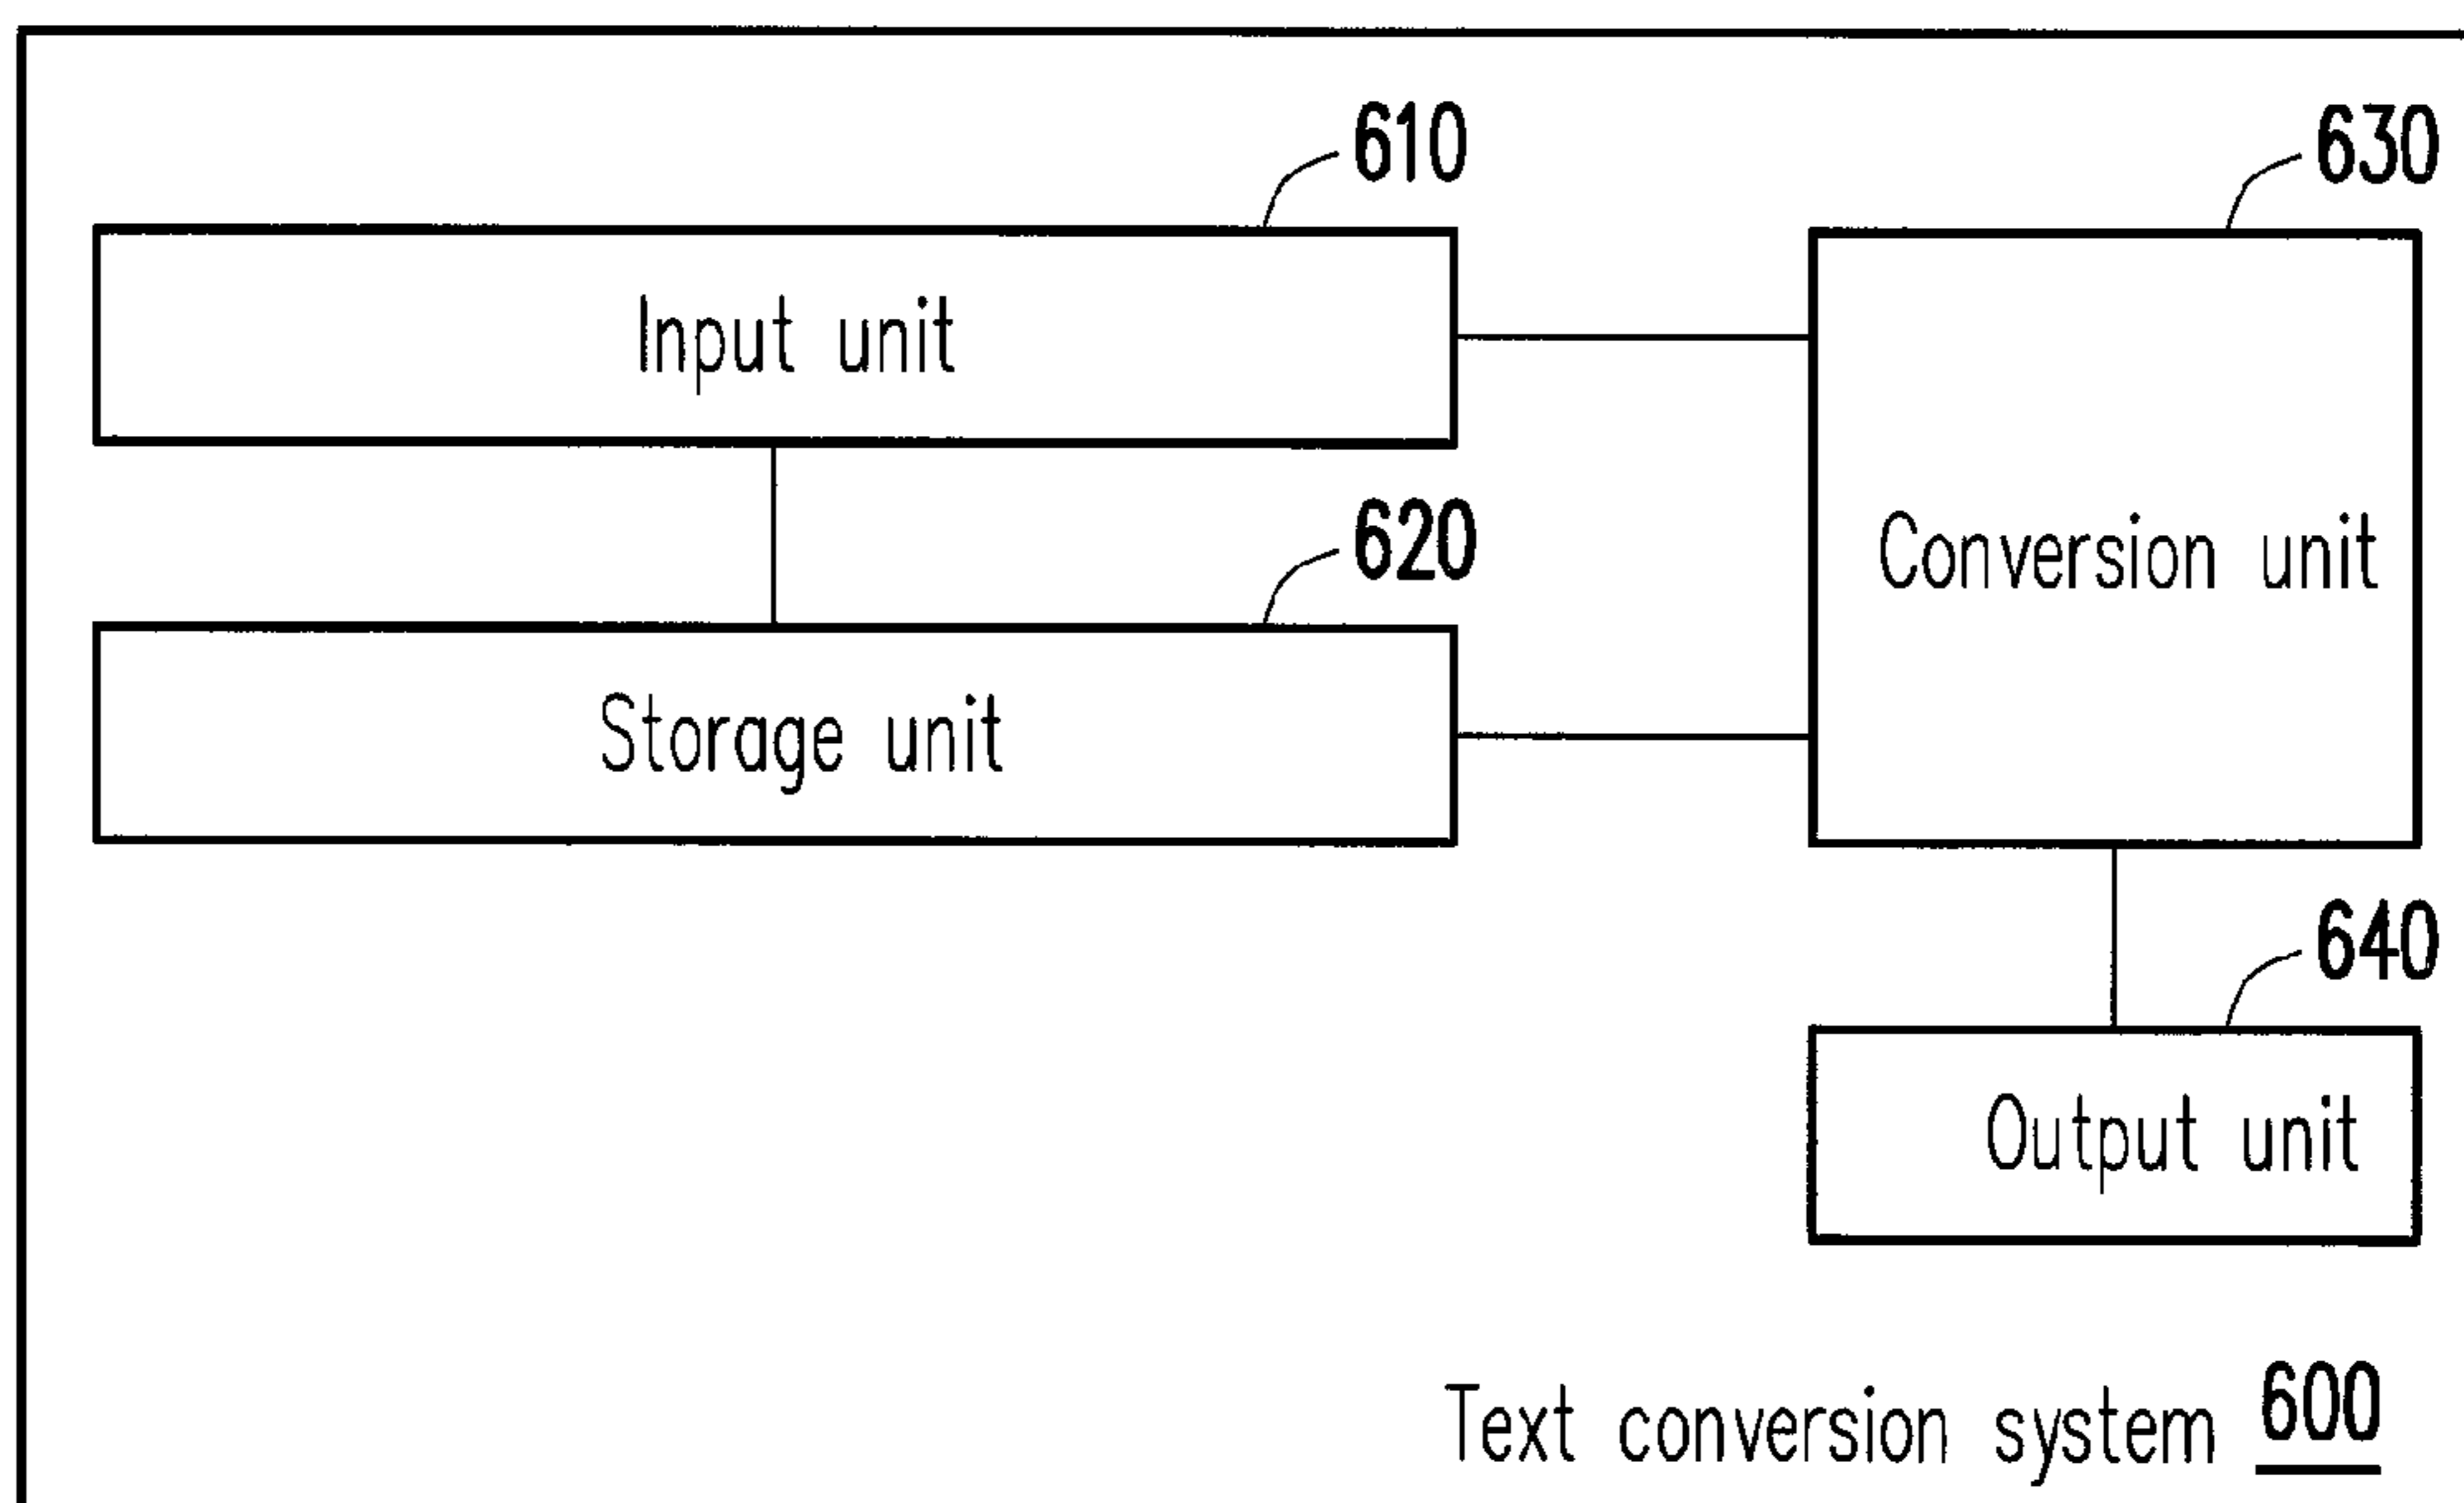 610
630
Input unit
620
Conversion unit
Storage unit
640
Output unit
Text conversion system 600